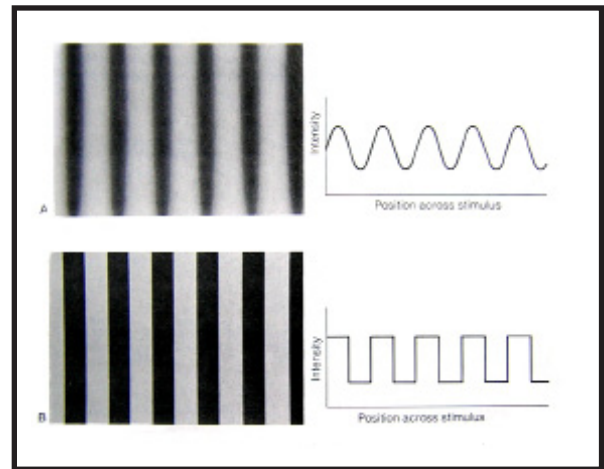 Intensity
Position across stimulus
A
Intensity
Position across stimulus
B